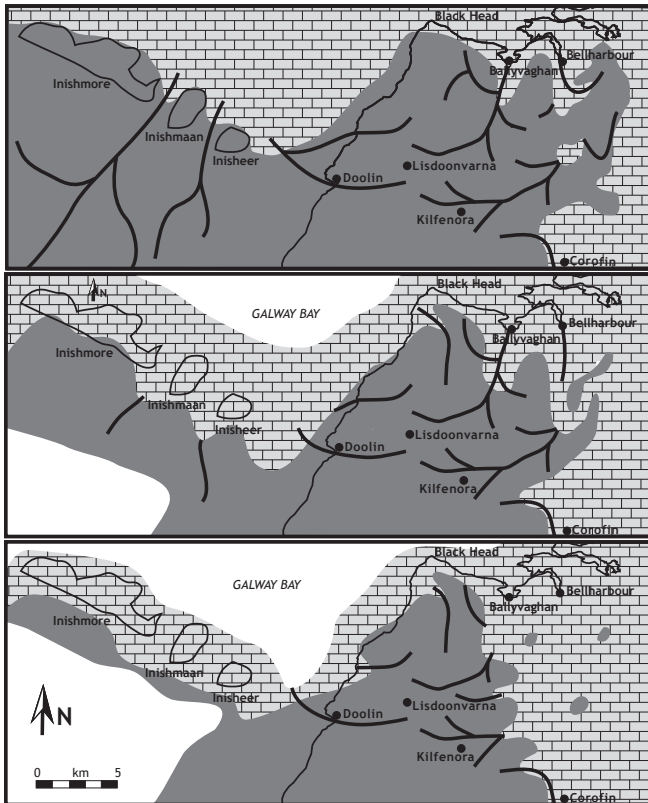 Black Head
Bellharbour
Ballyvaghan
Inishmore
Inishmaan
Inisheer
Lisdoonvarna
Doolin
Kilfenora
Corofin
N
Black Head
GALWAY BAY
Bellharbour
Ballyvaghan
Inishmore
Inishmaan
Inisheer
Lisdoonvarna
Doolin
Kilfenora
Corofin
Black Head
GALWAY BAY
Bellharbour
Ballyvaghan
Inishmore
Inishmaan
Inisheer
Lisdoonvarna
Doolin
N
Kilfenora
0 km 5
Corofin